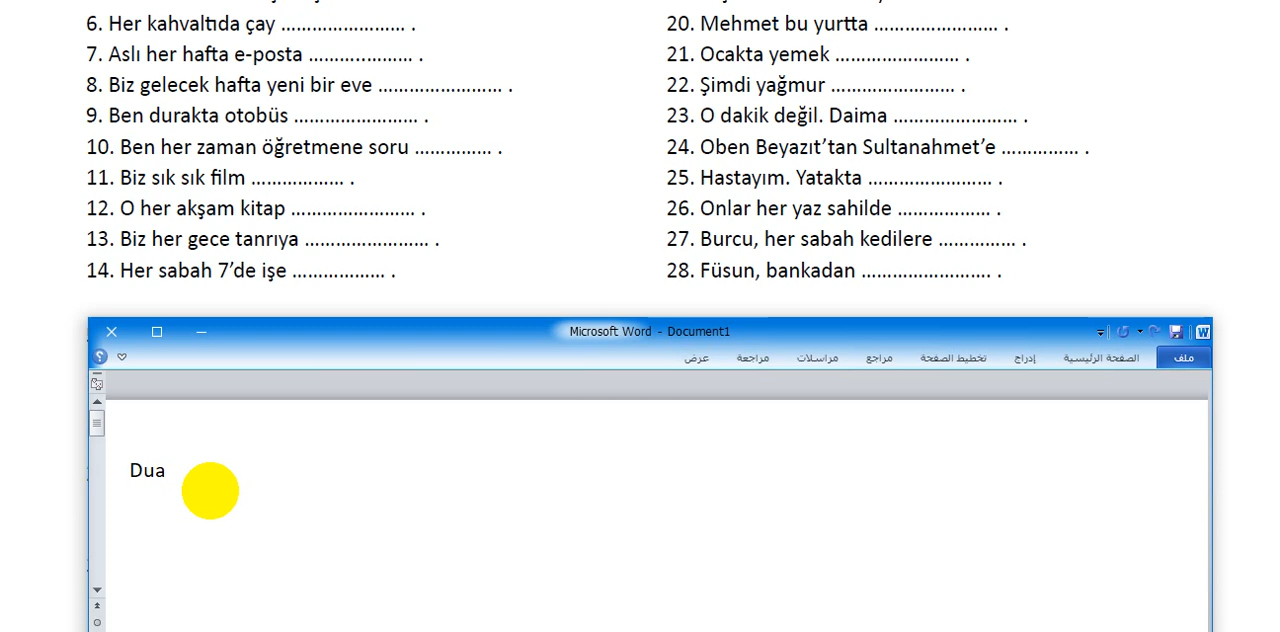 6. Her kahvaltıda çay …………………… .
7. Aslı her hafta e-posta ………..……… .
8. Biz gelecek hafta yeni bir eve …………………… .
9. Ben durakta otobüs …………………… .
10. Ben her zaman öğretmene soru …………… .
11. Biz sık sık film ……………… .
12. O her akşam kitap …………………… .
13. Biz her gece tanrıya …………………… .
14. Her sabah 7’de işe ……………… .
20. Mehmet bu yurtta …………………… .
21. Ocakta yemek …………………… .
22. Şimdi yağmur …………………… .
23. O dakik değil. Daima …………………… .
24. Oben Beyazıt’tan Sultanahmet’e …………… .
25. Hastayım. Yatakta …………………… .
26. Onlar her yaz sahilde ……………… .
27. Burcu, her sabah kedilere …………… .
28. Füsun, bankadan ……………………. .
Microsoft Word - Document1
ملف الصفحة الرئيسية إدراج تخطيط الصفحة مراجع مراسلات مراجعة عرض
Dua